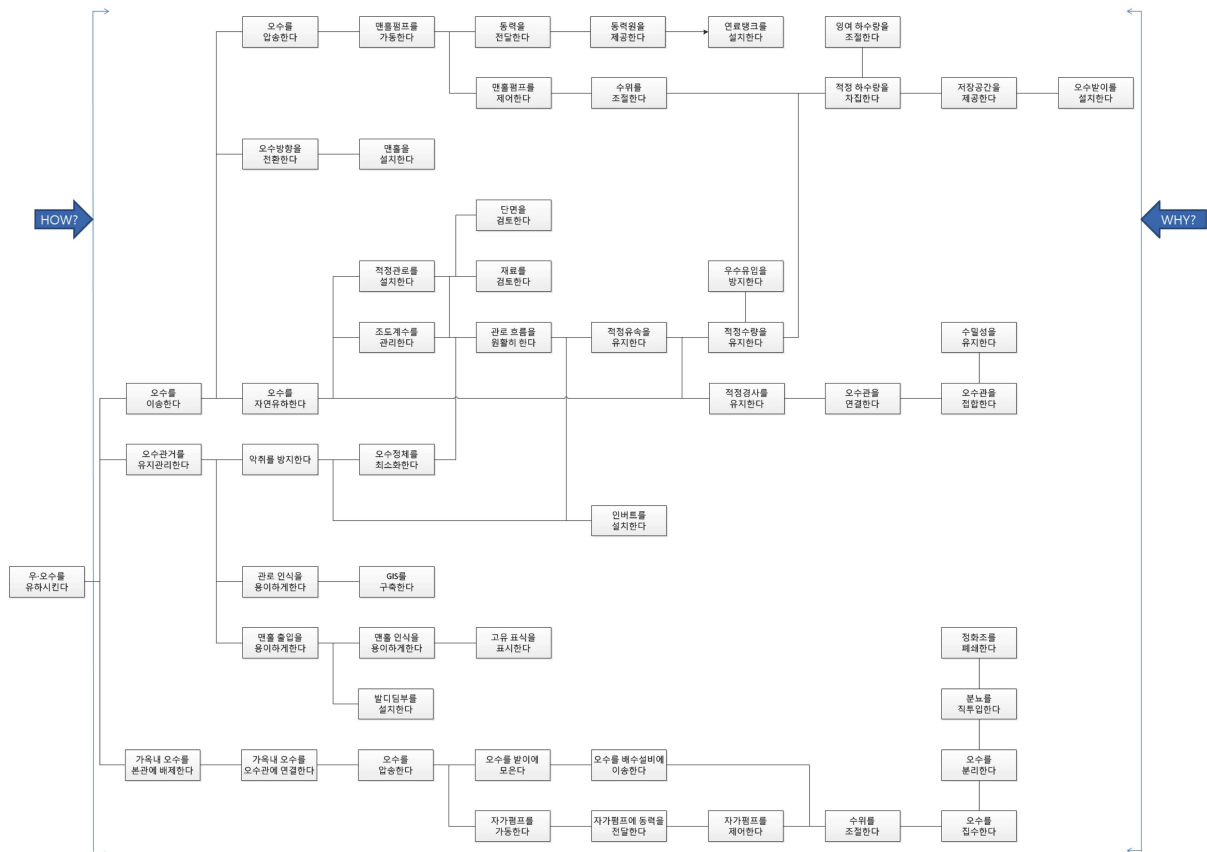 오수를
압송한다
맨홀펌프를
가동한다
동력을
전달한다
동력원을
제공한다
연료탱크를
설치한다
잉여 하수량을
조절한다
맨홀펌프를
제어한다
수위를
조절한다
적정 하수량을
차집한다
저장공간을
제공한다
오수받이를
설치한다
오수방향을
전환한다
맨홀을
설치한다
HOW?
단면을
검토한다
WHY?
적정관로를
설치한다
재료를
검토한다
우수유입을
방지한다
조도계수를
관리한다
관로 흐름을
원활히 한다
적정유속을
유지한다
적정수량을
유지한다
수밀성을
유지한다
오수를
이송한다
오수를
자연유하한다
적정경사를
유지한다
오수관을
연결한다
오수관을
접합한다
오수관거를
유지관리한다
악취를 방지한다
오수정체를
최소화한다
인버트를
설치한다
우·오수를
유하시킨다
관로 인식을
용이하게한다
GIS를
구축한다
맨홀 출입을
용이하게한다
맨홀 인식을
용이하게한다
고유 표식을
표시한다
정화조를
폐쇄한다
발디딤부를
설치한다
분뇨를
직투입한다
가옥내 오수를
본관에 배제한다
가옥내 오수를
오수관에 연결한다
오수를
압송한다
오수를 받이에
모은다
오수를 배수설비에
이송한다
오수를
분리한다
자가펌프를
가동한다
자가펌프에 동력을
전달한다
자가펌프를
제어한다
수위를
조절한다
오수를
집수한다